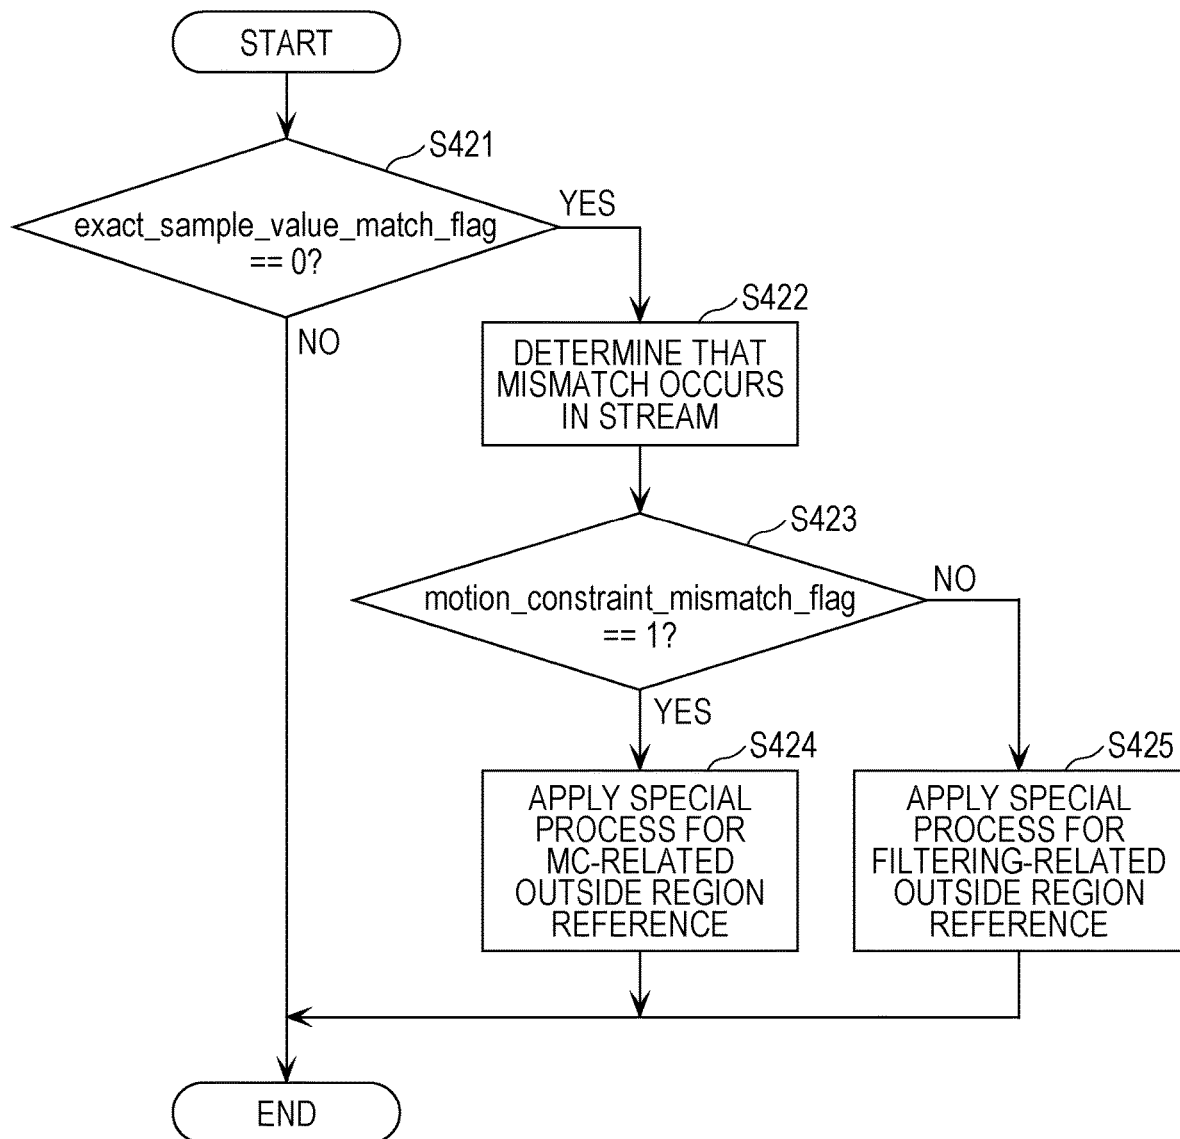 START
S421
exact_sample_value_match_flag
== 0?
YES
NO
S422
DETERMINE THAT
MISMATCH OCCURS
IN STREAM
S423
motion_constraint_mismatch_flag
== 1?
NO
YES
S424
APPLY SPECIAL
PROCESS FOR
MC-RELATED
OUTSIDE REGION
REFERENCE
S425
APPLY SPECIAL
PROCESS FOR
FILTERING-RELATED
OUTSIDE REGION
REFERENCE
END